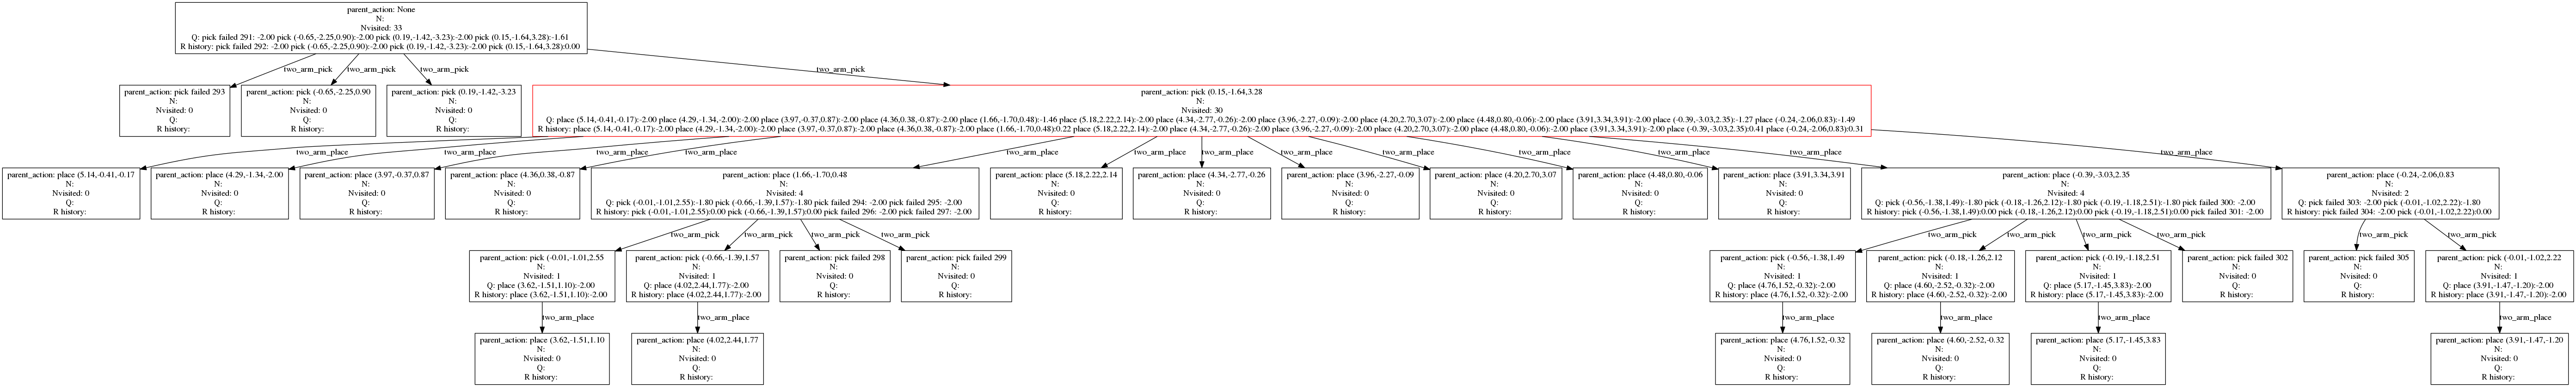 parent_action: None
N:
Nvisited: 33
Q: pick failed 291: -2.00 pick (-0.65,-2.25,0.90):-2.00 pick (0.19,-1.42,-3.23):-2.00 pick (0.15,-1.64,3.28):-1.61
R history: pick failed 292: -2.00 pick (-0.65,-2.25,0.90):-2.00 pick (0.19,-1.42,-3.23):-2.00 pick (0.15,-1.64,3.28):0.00
two_arm_pick
two_arm_pick
two_arm_pick
two_arm_pick
parent_action: pick failed 293
N:
Nvisited: 0
Q:
R history:
parent_action: pick (-0.65,-2.25,0.90
N:
Nvisited: 0
Q:
R history:
parent_action: pick (0.19,-1.42,-3.23
N:
Nvisited: 0
Q:
R history:
parent_action: pick (0.15,-1.64,3.28
N:
Nvisited: 30
Q: place (5.14,-0.41,-0.17):-2.00 place (4.29,-1.34,-2.00):-2.00 place (3.97,-0.37,0.87):-2.00 place (4.36,0.38,-0.87):-2.00 place (1.66,-1.70,0.48):-1.46 place (5.18,2.22,2.14):-2.00 place (4.34,-2.77,-0.26):-2.00 place (3.96,-2.27,-0.09):-2.00 place (4.20,2.70,3.07):-2.00 place (4.48,0.80,-0.06):-2.00 place (3.91,3.34,3.91):-2.00 place (-0.39,-3.03,2.35):-1.27 place (-0.24,-2.06,0.83):-1.49
R history: place (5.14,-0.41,-0.17):-2.00 place (4.29,-1.34,-2.00):-2.00 place (3.97,-0.37,0.87):-2.00 place (4.36,0.38,-0.87):-2.00 place (1.66,-1.70,0.48):0.22 place (5.18,2.22,2.14):-2.00 place (4.34,-2.77,-0.26):-2.00 place (3.96,-2.27,-0.09):-2.00 place (4.20,2.70,3.07):-2.00 place (4.48,0.80,-0.06):-2.00 place (3.91,3.34,3.91):-2.00 place (-0.39,-3.03,2.35):0.41 place (-0.24,-2.06,0.83):0.31
two_arm_place
two_arm_place
two_arm_place
two_arm_place
two_arm_place
two_arm_place
two_arm_place
two_arm_place
two_arm_place
two_arm_place
two_arm_place
two_arm_place
two_arm_place
parent_action: place (5.14,-0.41,-0.17
N:
Nvisited: 0
Q:
R history:
parent_action: place (4.29,-1.34,-2.00
N:
Nvisited: 0
Q:
R history:
parent_action: place (3.97,-0.37,0.87
N:
Nvisited: 0
Q:
R history:
parent_action: place (4.36,0.38,-0.87
N:
Nvisited: 0
Q:
R history:
parent_action: place (1.66,-1.70,0.48
N:
Nvisited: 4
Q: pick (-0.01,-1.01,2.55):-1.80 pick (-0.66,-1.39,1.57):-1.80 pick failed 294: -2.00 pick failed 295: -2.00
R history: pick (-0.01,-1.01,2.55):0.00 pick (-0.66,-1.39,1.57):0.00 pick failed 296: -2.00 pick failed 297: -2.00
parent_action: place (5.18,2.22,2.14
N:
Nvisited: 0
Q:
R history:
parent_action: place (4.34,-2.77,-0.26
N:
Nvisited: 0
Q:
R history:
parent_action: place (3.96,-2.27,-0.09
N:
Nvisited: 0
Q:
R history:
parent_action: place (4.20,2.70,3.07
N:
Nvisited: 0
Q:
R history:
parent_action: place (4.48,0.80,-0.06
N:
Nvisited: 0
Q:
R history:
parent_action: place (3.91,3.34,3.91
N:
Nvisited: 0
Q:
R history:
parent_action: place (-0.39,-3.03,2.35
N:
Nvisited: 4
Q: pick (-0.56,-1.38,1.49):-1.80 pick (-0.18,-1.26,2.12):-1.80 pick (-0.19,-1.18,2.51):-1.80 pick failed 300: -2.00
R history: pick (-0.56,-1.38,1.49):0.00 pick (-0.18,-1.26,2.12):0.00 pick (-0.19,-1.18,2.51):0.00 pick failed 301: -2.00
parent_action: place (-0.24,-2.06,0.83
N:
Nvisited: 2
Q: pick failed 303: -2.00 pick (-0.01,-1.02,2.22):-1.80
R history: pick failed 304: -2.00 pick (-0.01,-1.02,2.22):0.00
two_arm_pick
two_arm_pick
two_arm_pick
two_arm_pick
two_arm_pick
two_arm_pick
two_arm_pick
two_arm_pick
two_arm_pick
two_arm_pick
parent_action: pick (-0.01,-1.01,2.55
N:
Nvisited: 1
Q: place (3.62,-1.51,1.10):-2.00
R history: place (3.62,-1.51,1.10):-2.00
parent_action: pick (-0.66,-1.39,1.57
N:
Nvisited: 1
Q: place (4.02,2.44,1.77):-2.00
R history: place (4.02,2.44,1.77):-2.00
parent_action: pick failed 298
N:
Nvisited: 0
Q:
R history:
parent_action: pick failed 299
N:
Nvisited: 0
Q:
R history:
parent_action: pick (-0.56,-1.38,1.49
N:
Nvisited: 1
Q: place (4.76,1.52,-0.32):-2.00
R history: place (4.76,1.52,-0.32):-2.00
parent_action: pick (-0.18,-1.26,2.12
N:
Nvisited: 1
Q: place (4.60,-2.52,-0.32):-2.00
R history: place (4.60,-2.52,-0.32):-2.00
parent_action: pick (-0.19,-1.18,2.51
N:
Nvisited: 1
Q: place (5.17,-1.45,3.83):-2.00
R history: place (5.17,-1.45,3.83):-2.00
parent_action: pick failed 302
N:
Nvisited: 0
Q:
R history:
parent_action: pick failed 305
N:
Nvisited: 0
Q:
R history:
parent_action: pick (-0.01,-1.02,2.22
N:
Nvisited: 1
Q: place (3.91,-1.47,-1.20):-2.00
R history: place (3.91,-1.47,-1.20):-2.00
two_arm_place
two_arm_place
two_arm_place
two_arm_place
two_arm_place
two_arm_place
parent_action: place (3.62,-1.51,1.10
N:
Nvisited: 0
Q:
R history:
parent_action: place (4.02,2.44,1.77
N:
Nvisited: 0
Q:
R history:
parent_action: place (4.76,1.52,-0.32
N:
Nvisited: 0
Q:
R history:
parent_action: place (4.60,-2.52,-0.32
N:
Nvisited: 0
Q:
R history:
parent_action: place (5.17,-1.45,3.83
N:
Nvisited: 0
Q:
R history:
parent_action: place (3.91,-1.47,-1.20
N:
Nvisited: 0
Q:
R history: